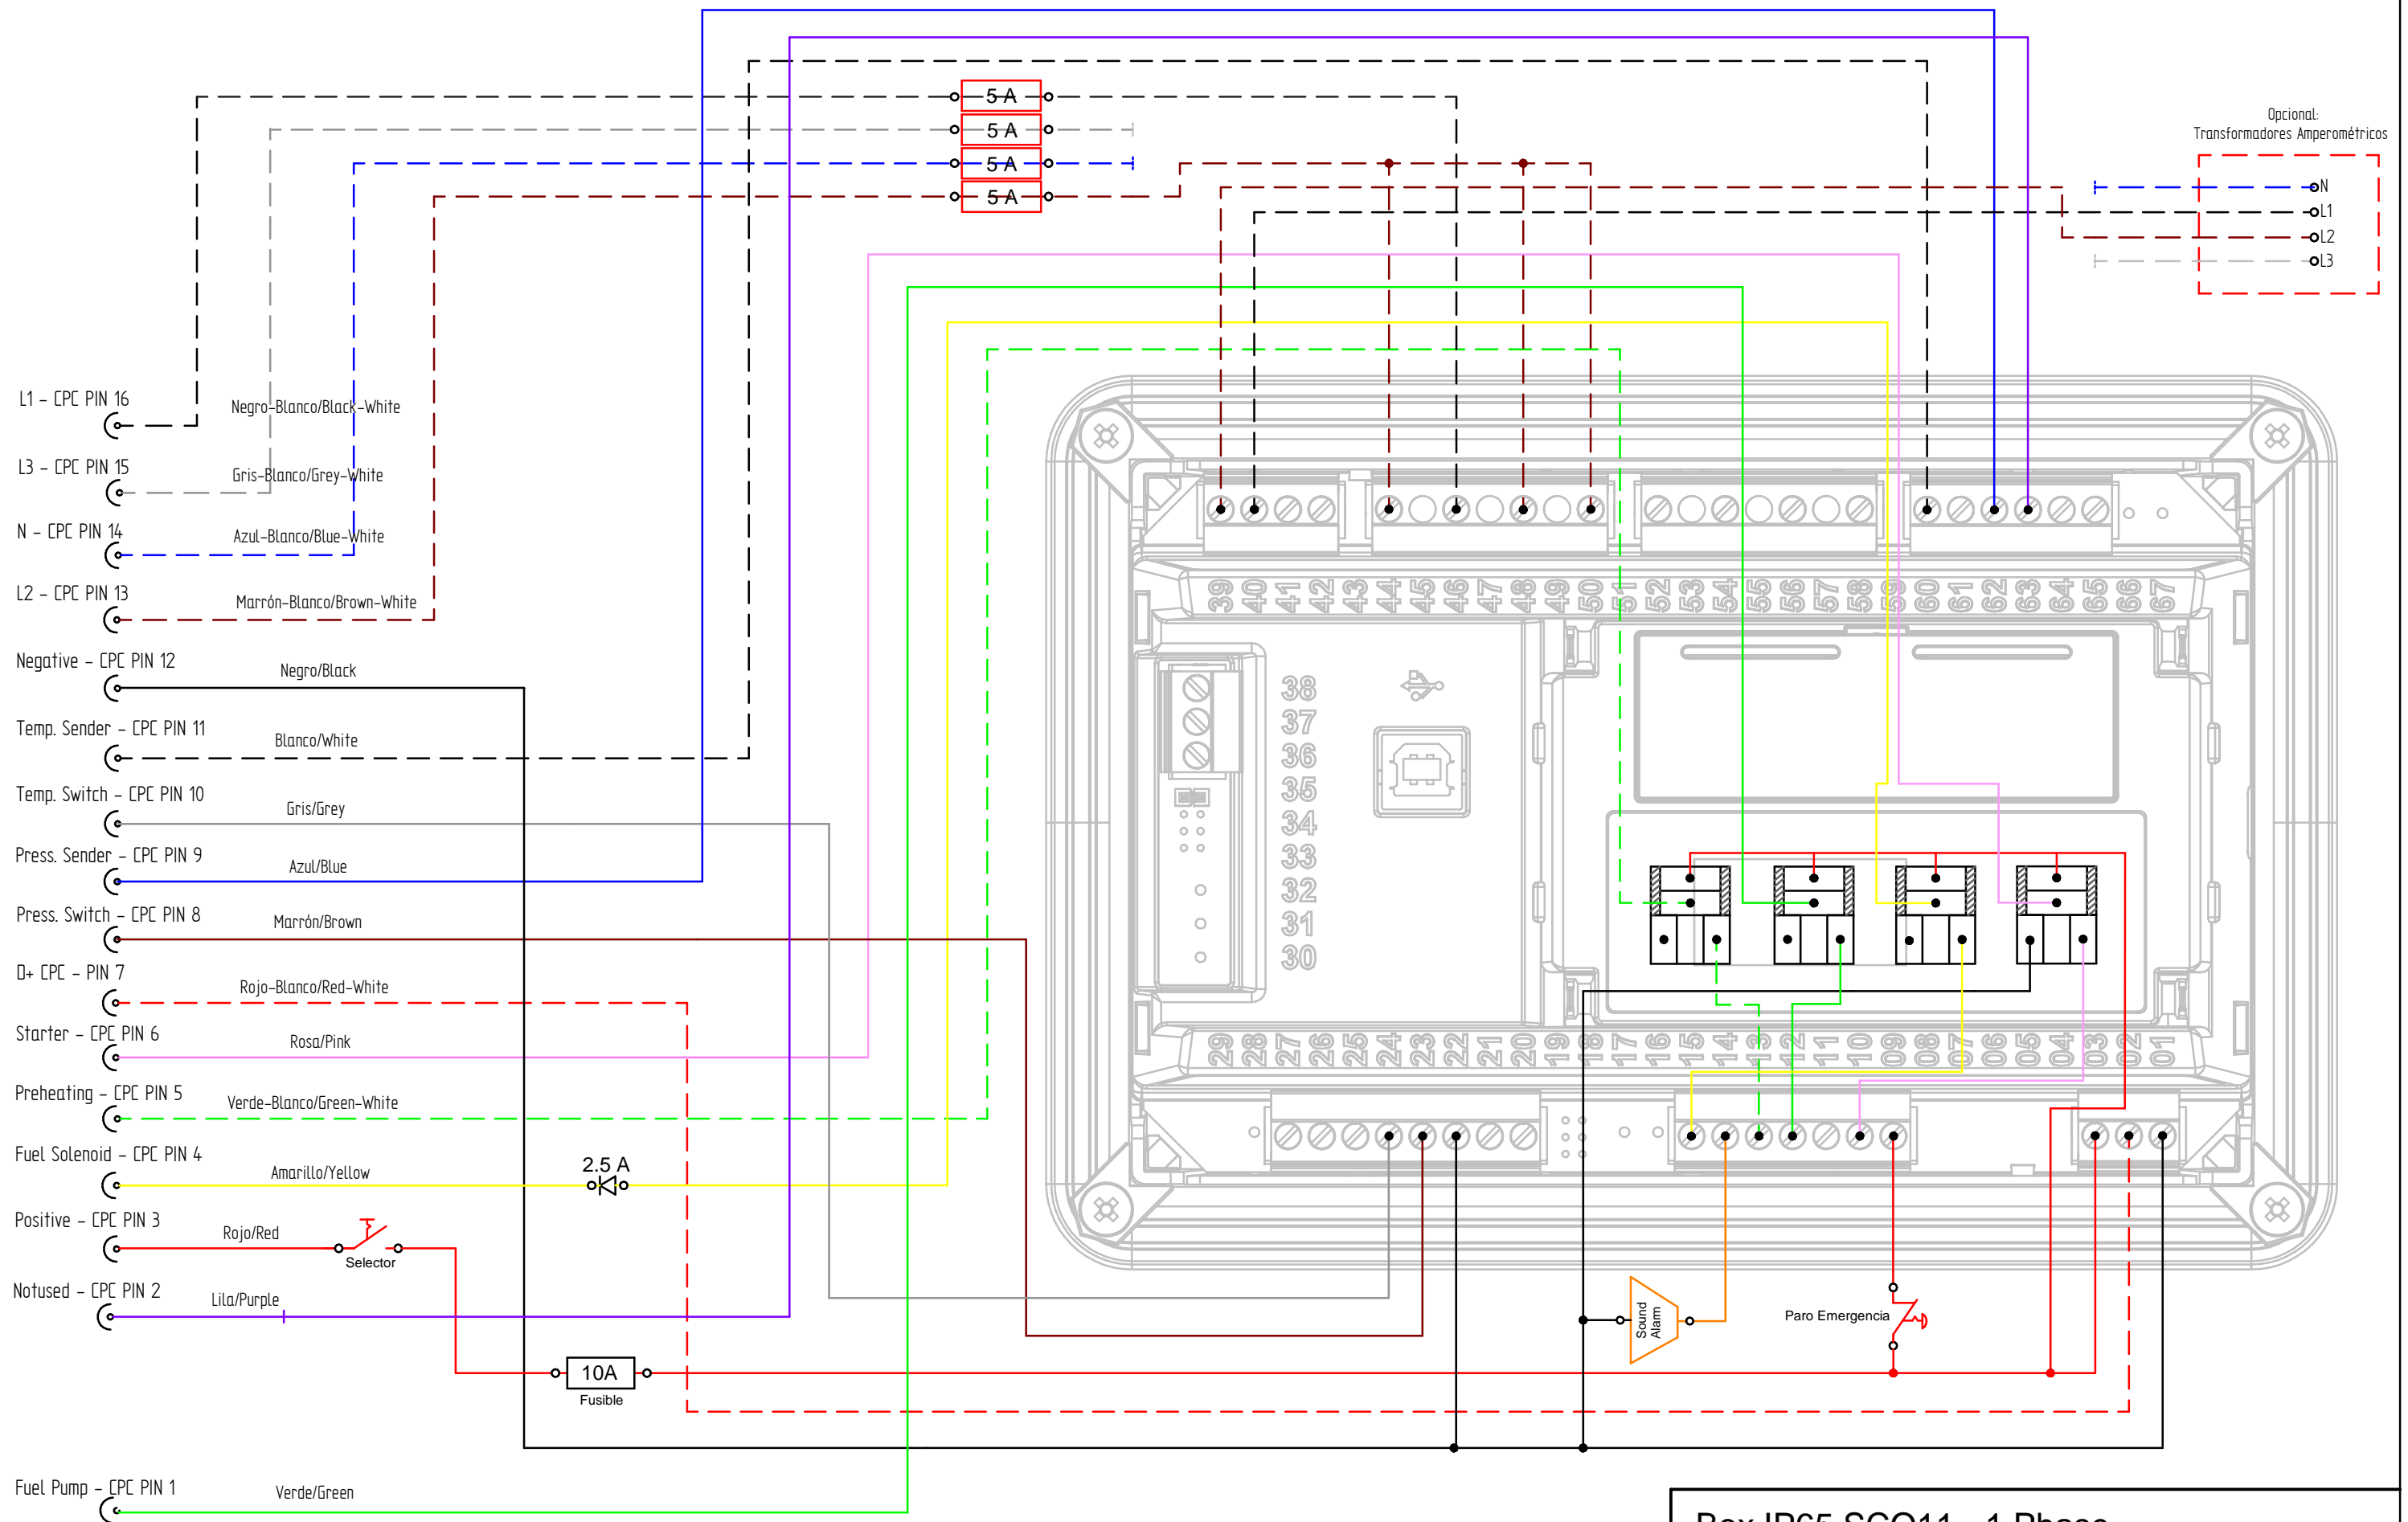 5 A
5 A
5 A
5 A
Opcional:
Transformadores Amperométricos
N
L1
L2
L3
L1 - CPC PIN 16
Negro-Blanco/Black-White
L3 - CPC PIN 15
Gris-Blanco/Grey-White
N - CPC PIN 14
Azul-Blanco/Blue-White
L2 - CPC PIN 13
Marrón-Blanco/Brown-White
Negative - CPC PIN 12
Negro/Black
Temp. Sender - CPC PIN 11
Blanco/White
Temp. Switch - CPC PIN 10
Gris/Grey
Press. Sender - CPC PIN 9
Azul/Blue
Press. Switch - CPC PIN 8
Marrón/Brown
D+ CPC - PIN 7
Rojo-Blanco/Red-White
Starter - CPC PIN 6
Rosa/Pink
Preheating - CPC PIN 5
Verde-Blanco/Green-White
Fuel Solenoid - CPC PIN 4
Amarillo/Yellow
2.5 A
Positive - CPC PIN 3
Rojo/Red
Selector
Notused - CPC PIN 2
Lila/Purple
10A
Fusible
Fuel Pump - CPC PIN 1
Verde/Green
39 40 41 42 43 44 45 46 47 48 49 50 51 52 53 54 55 56 57 58 59 60 61 62 63 64 65 66 67
38
37
36
35
34
33
32
31
30
29 28 27 26 25 24 23 22 21 20 19 18 17 16 15 14 13 12 11 10 09 08 07 06 05 04 03 02 01
Sound
Alarm
Paro Emergencia
Box IP65 SCO11 - 1 Phase